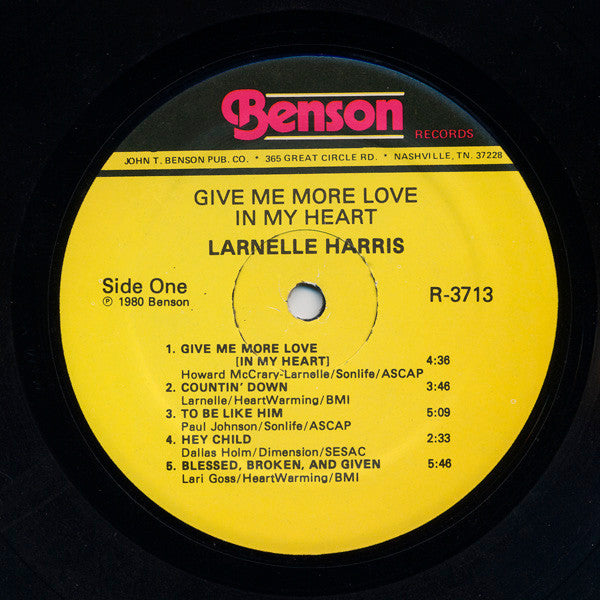 Benson RECORDS
JOHN T. BENSON PUB. CO. • 365 GREAT CIRCLE RD. • NASHVILLE, TN. 37228
GIVE ME MORE LOVE
IN MY HEART
LARNELLE HARRIS
Side One
℗ 1980 Benson
R-3713
1. GIVE ME MORE LOVE
[IN MY HEART] 4:36
Howard McCrary-Larnelle/Sonlife/ASCAP
2. COUNTIN' DOWN 3:46
Larnelle/HeartWarming/BMI
3. TO BE LIKE HIM 5:09
Paul Johnson/Sonlife/ASCAP
4. HEY CHILD 2:33
Dallas Holm/Dimension/SESAC
5. BLESSED, BROKEN, AND GIVEN 5:46
Lari Goss/HeartWarming/BMI